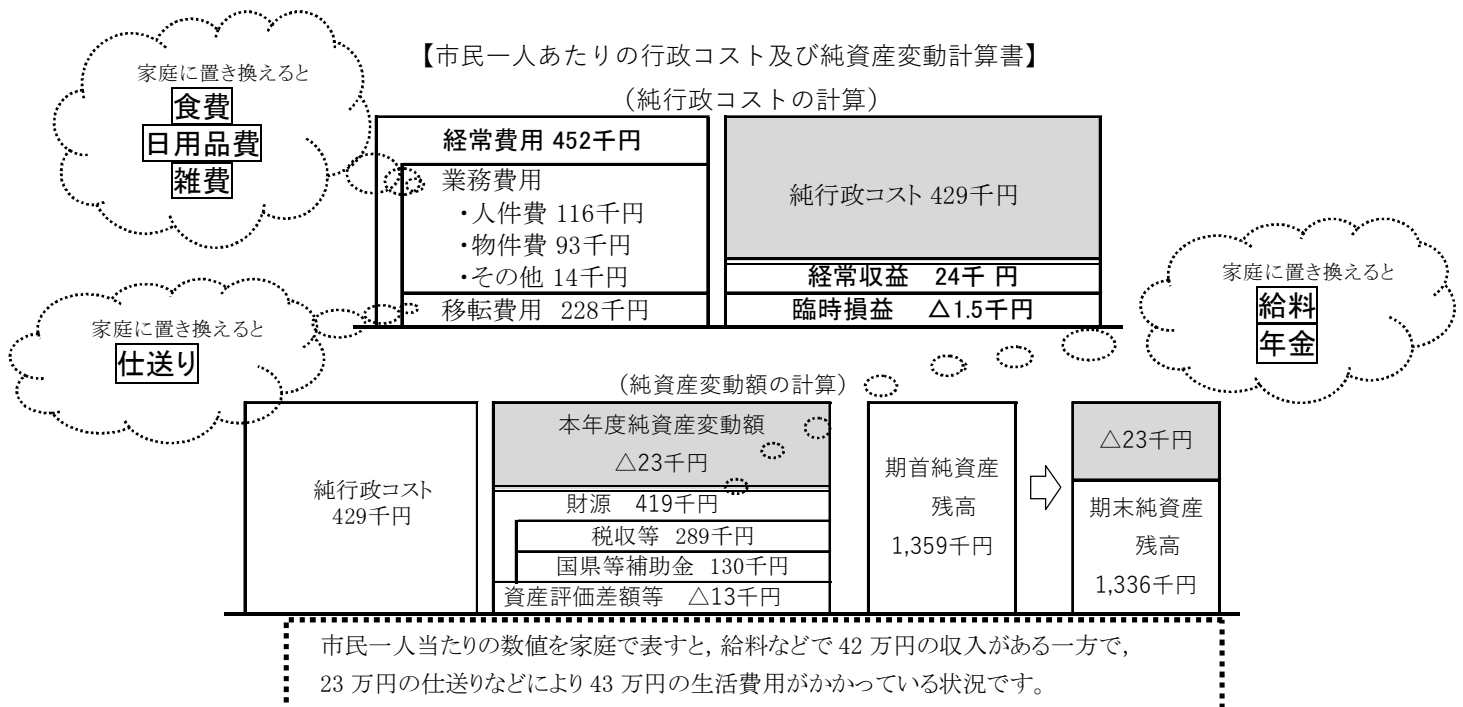 【市民一人あたりの行政コスト及び純資産変動計算書】
（純行政コストの計算）
家庭に置き換えると
食費
日用品費
雑費
経常費用 452千円
業務費用
・人件費 116千円
・物件費 93千円
・その他 14千円
移転費用 228千円
純行政コスト 429千円
経常収益 24千 円
臨時損益 △1.5千円
家庭に置き換えると
仕送り
家庭に置き換えると
給料
年金
（純資産変動額の計算）
純行政コスト
429千円
本年度純資産変動額
△23千円
財源 419千円
税収等 289千円
国県等補助金 130千円
資産評価差額等 △13千円
期首純資産
残高
1,359千円
△23千円
期末純資産
残高
1,336千円
市民一人当たりの数値を家庭で表すと, 給料などで 42 万円の収入がある一方で,
23 万円の仕送りなどにより 43 万円の生活費用がかかっている状況です。